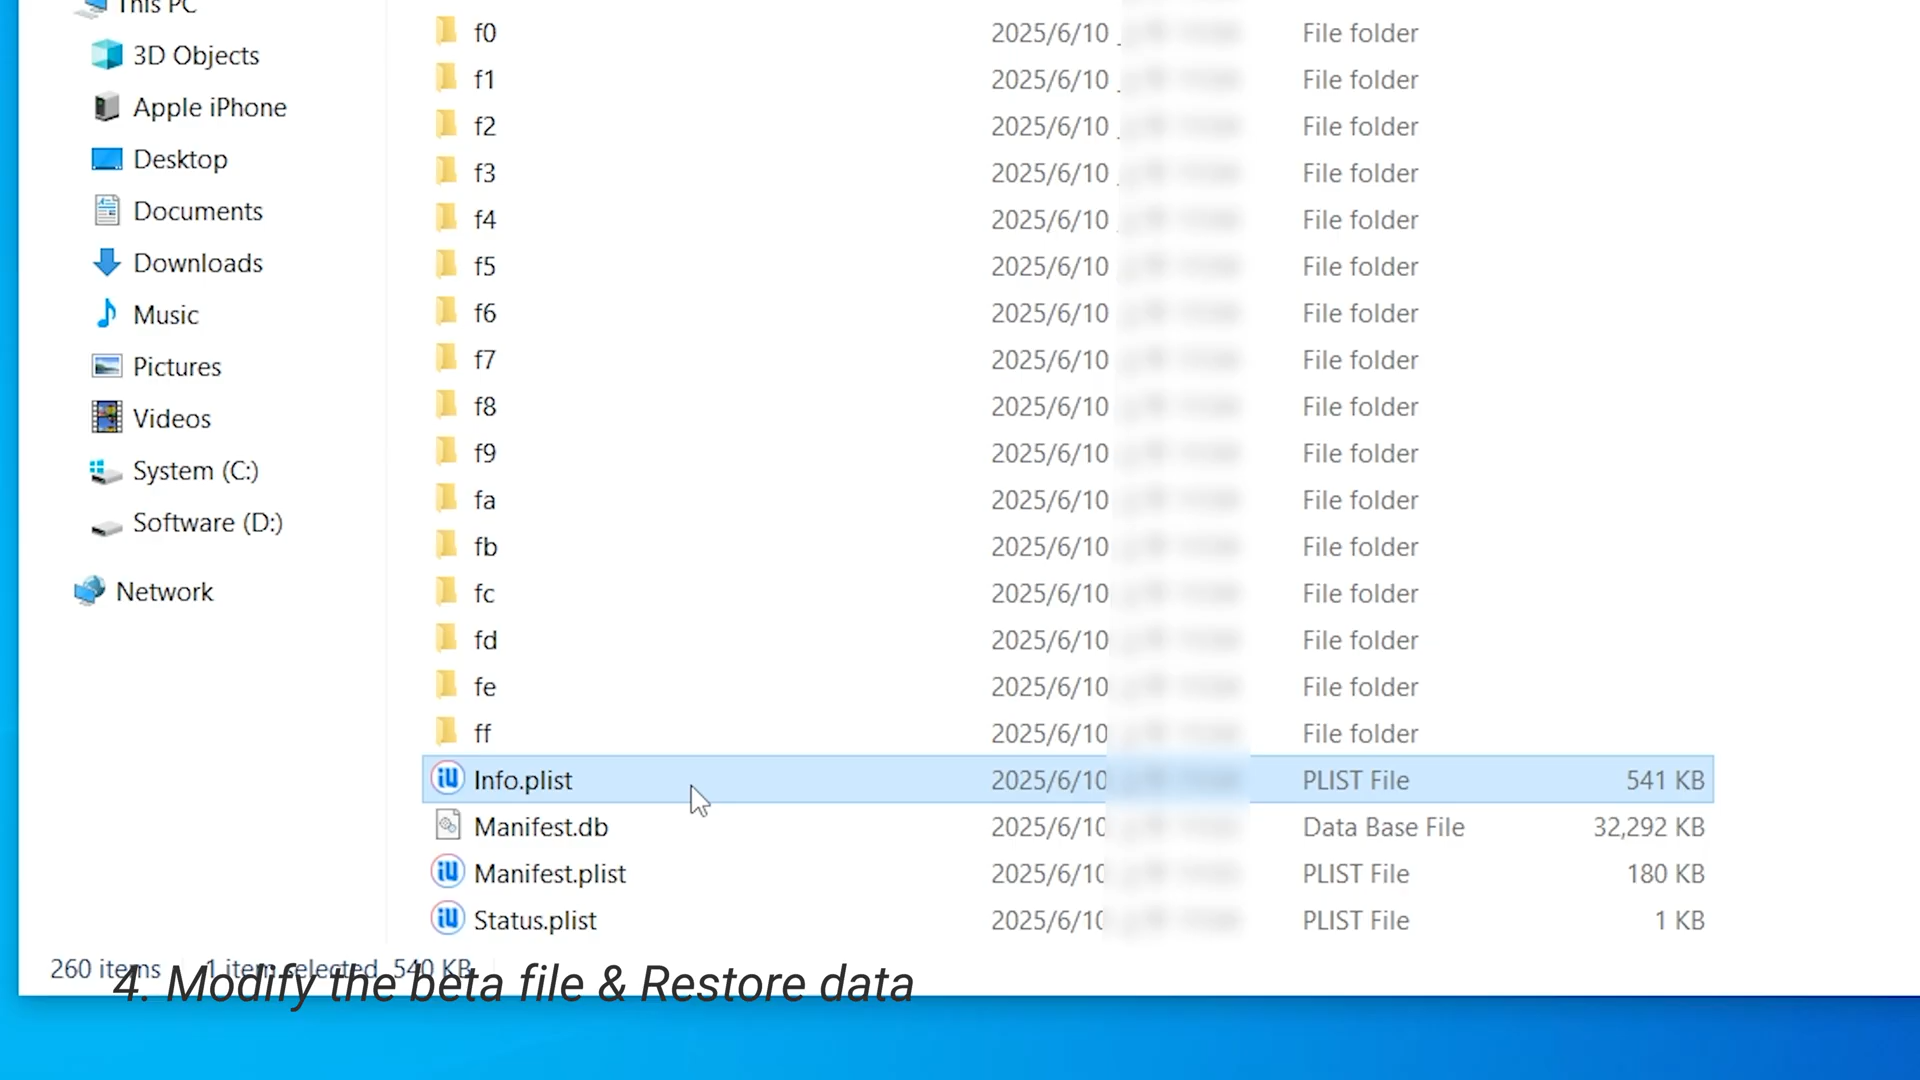 This PC
3D Objects
Apple iPhone
Desktop
Documents
Downloads
Music
Pictures
Videos
System (C:)
Software (D:)
Network
f0 2025/6/10 File folder
f1 2025/6/10 File folder
f2 2025/6/10 File folder
f3 2025/6/10 File folder
f4 2025/6/10 File folder
f5 2025/6/10 File folder
f6 2025/6/10 File folder
f7 2025/6/10 File folder
f8 2025/6/10 File folder
f9 2025/6/10 File folder
fa 2025/6/10 File folder
fb 2025/6/10 File folder
fc 2025/6/10 File folder
fd 2025/6/10 File folder
fe 2025/6/10 File folder
ff 2025/6/10 File folder
Info.plist 2025/6/10 PLIST File 541 KB
Manifest.db 2025/6/10 Data Base File 32,292 KB
Manifest.plist 2025/6/10 PLIST File 180 KB
Status.plist 2025/6/10 PLIST File 1 KB
260 items 1 item selected 540 KB
4. Modify the beta file & Restore data